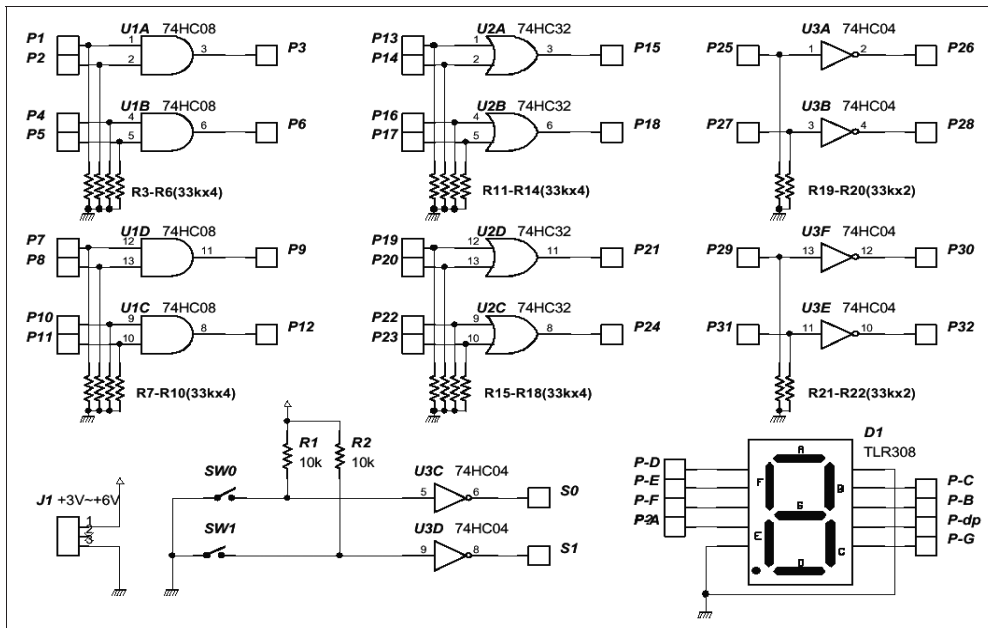 U1A 74HC08
P1
P2
1
2
3
P3
U1B 74HC08
P4
P5
4
5
6
P6
R3-R6(33kx4)
U1D 74HC08
P7
P8
12
13
11
P9
U1C 74HC08
P10
P11
9
10
8
P12
R7-R10(33kx4)
U2A 74HC32
P13
P14
1
2
3
P15
U2B 74HC32
P16
P17
4
5
6
P18
R11-R14(33kx4)
U2D 74HC32
P19
P20
12
13
11
P21
U2C 74HC32
P22
P23
9
10
8
P24
R15-R18(33kx4)
U3A 74HC04
P25
1
2
P26
U3B 74HC04
P27
3
4
P28
R19-R20(33kx2)
U3F 74HC04
P29
13
12
P30
U3E 74HC04
P31
11
10
P32
R21-R22(33kx2)
J1 +3V~+6V
1
2
3
SW0
SW1
R1
10k
R2
10k
U3C 74HC04
5
6
S0
U3D 74HC04
9
8
S1
D1
TLR308
P-D
P-E
P-F
A
F
B
G
E
C
D
P-C
P-B
P-dp
P-G